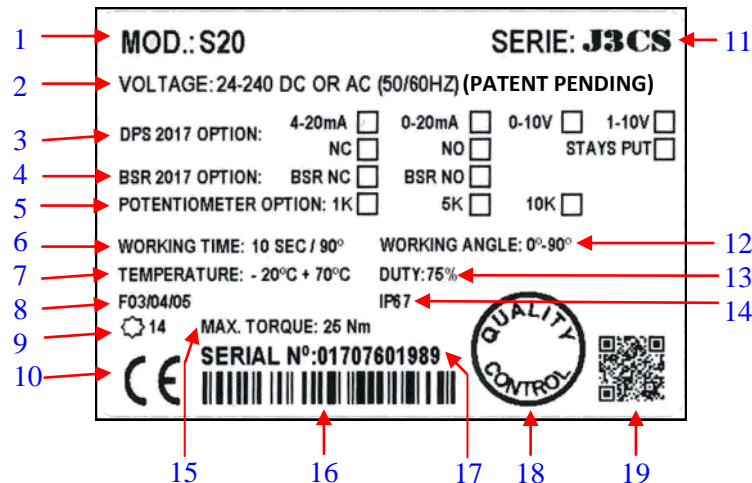 1 MOD.: S20 SERIE: J3CS 11
2 VOLTAGE: 24-240 DC OR AC (50/60HZ) (PATENT PENDING)
3 DPS 2017 OPTION: 4-20mA 0-20mA 0-10V 1-10V
NC NO STAYS PUT
4 BSR 2017 OPTION: BSR NC BSR NO
5 POTENTIOMETER OPTION: 1K 5K 10K
6 WORKING TIME: 10 SEC / 90º WORKING ANGLE: 0º-90º 12
7 TEMPERATURE: - 20ºC + 70ºC DUTY: 75% 13
8 F03/04/05 IP67 14
9 14 MAX. TORQUE: 25 Nm
10 CE SERIAL Nº:01707601989
QUALITY CONTROL
15 16 17 18 19